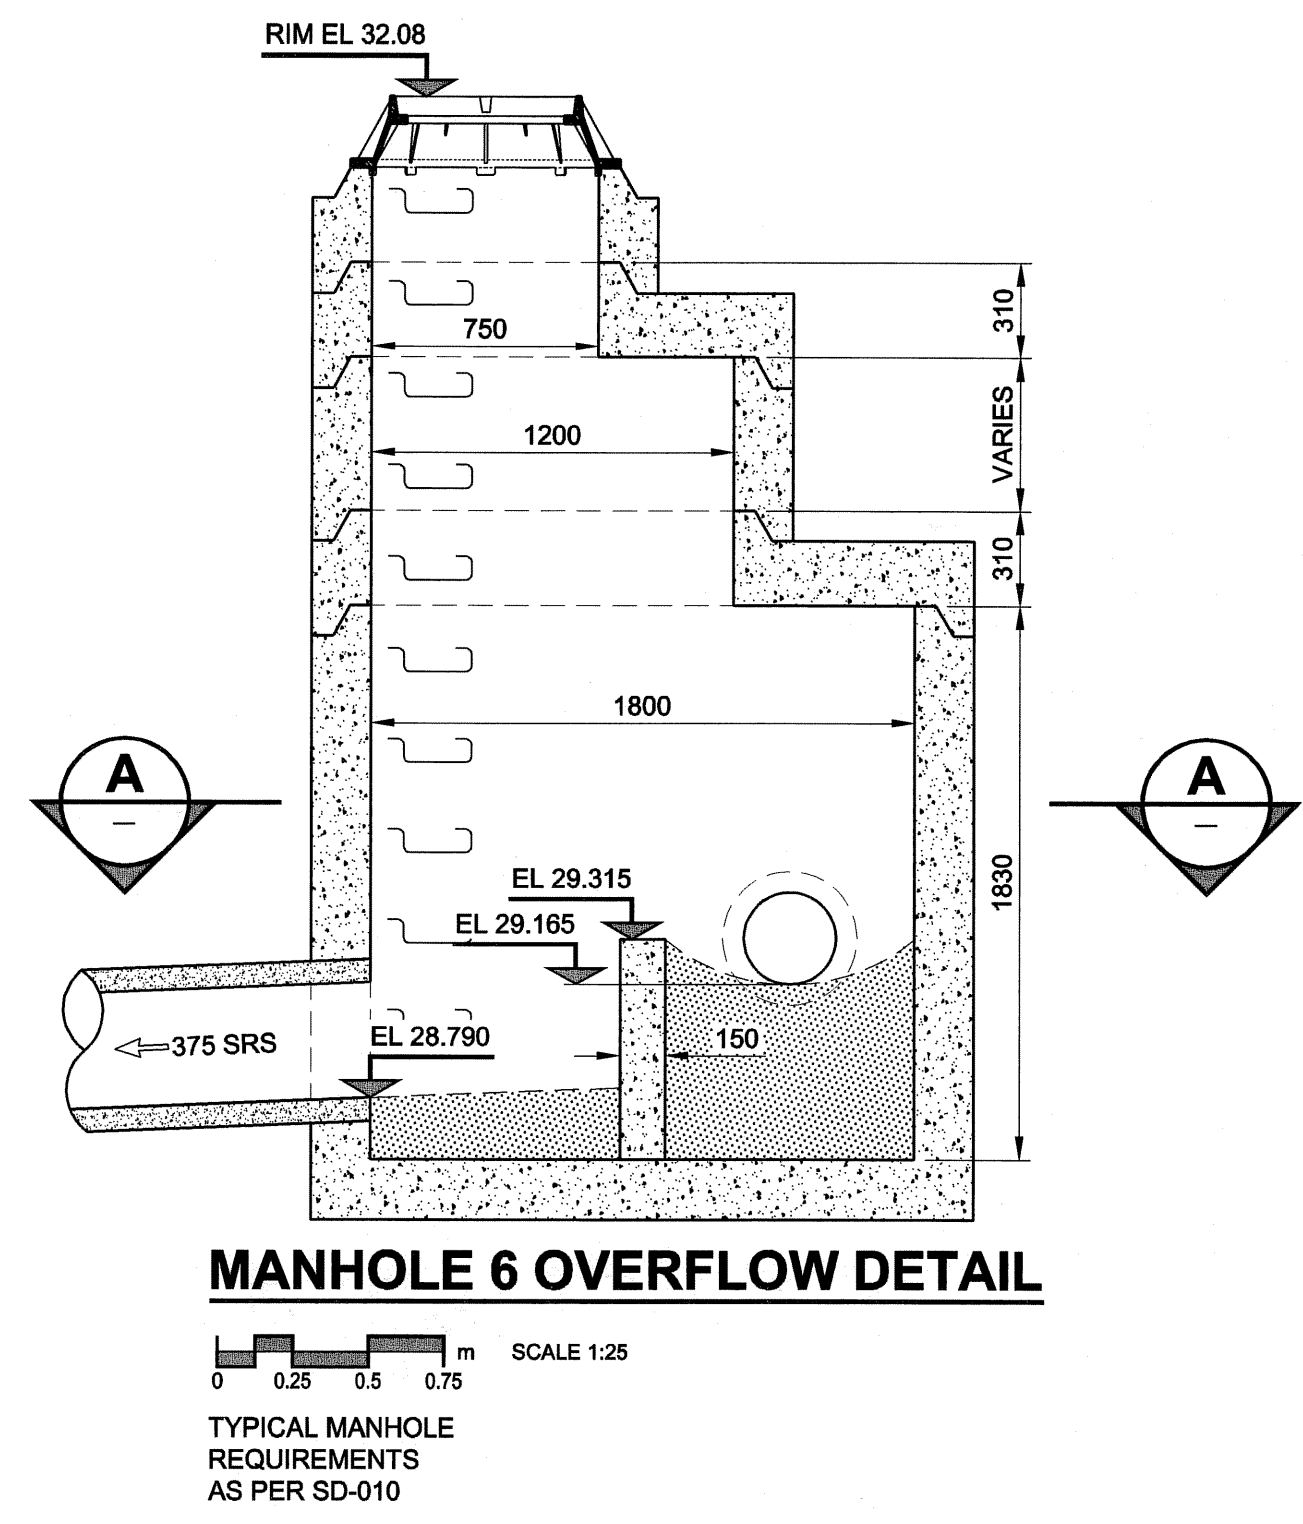 RIM EL 32.08
310
750
VARIES
1200
310
1800
A
A
1830
EL 29.315
EL 29.165
EL 28.790
150
375 SRS
MANHOLE 6 OVERFLOW DETAIL
m SCALE 1:25
0 0.25 0.5 0.75
TYPICAL MANHOLE
REQUIREMENTS
AS PER SD-010